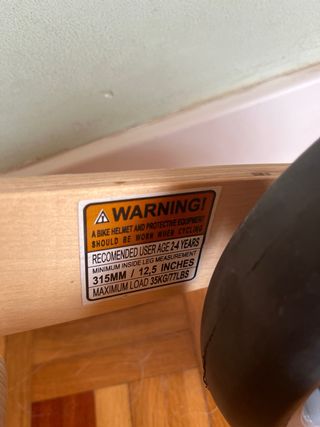 WARNING!
A BIKE HELMET AND PROTECTIVE EQUIPMENT
SHOULD BE WORN WHEN CYCLING
RECOMENDED USER AGE 2-4 YEARS
MINIMUM INSIDE LEG MEASUREMENT
315MM / 12,5 INCHES
MAXIMUM LOAD 35KG/77LBS